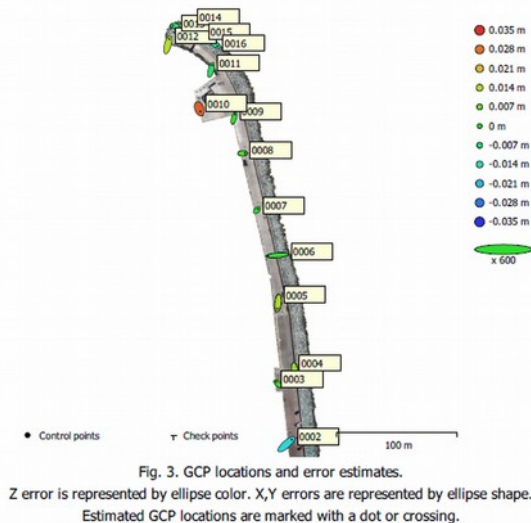 0014
0013
0015
0012
0016
0011
0010
0009
0008
0007
0006
0005
0004
0003
0002
0.035 m
0.028 m
0.021 m
0.014 m
0.007 m
0 m
-0.007 m
-0.014 m
-0.021 m
-0.028 m
-0.035 m
x 600
Control points
Check points
100 m
Fig. 3. GCP locations and error estimates.
Z error is represented by ellipse color. X,Y errors are represented by ellipse shape.
Estimated GCP locations are marked with a dot or crossing.